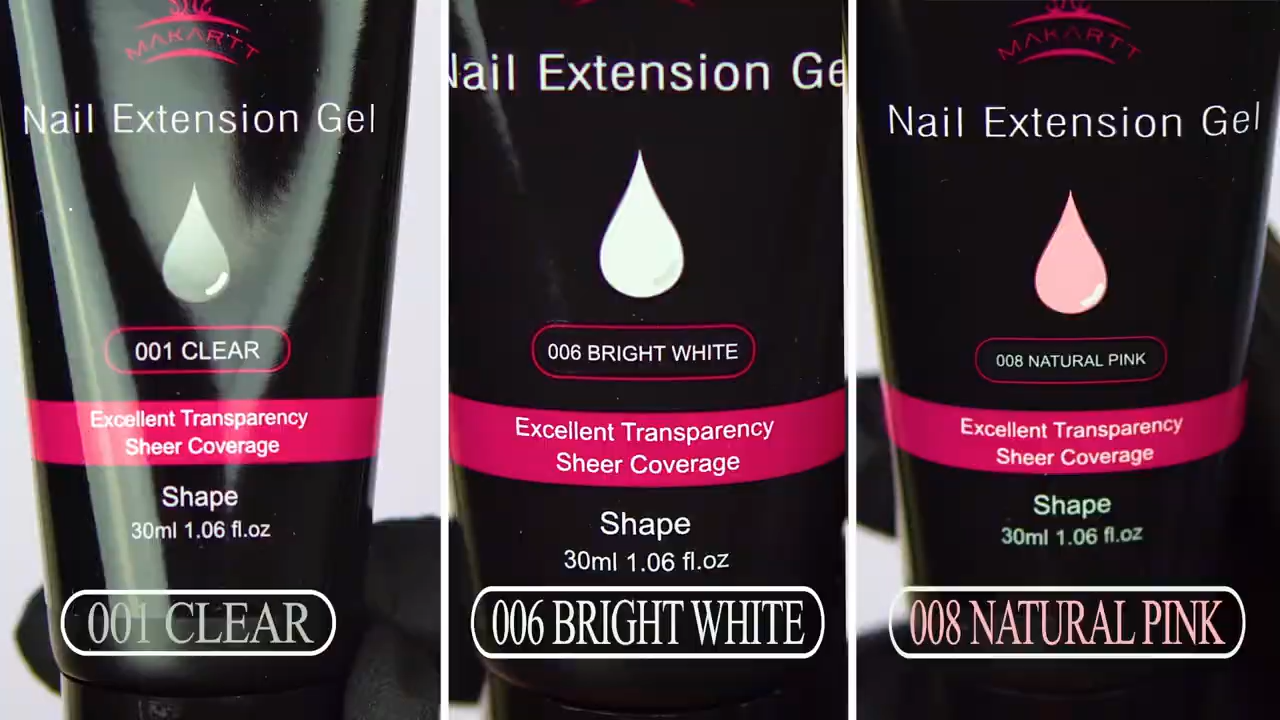 MAKARTT
Nail Extension Gel
001 CLEAR
Excellent Transparency
Sheer Coverage
Shape
30ml 1.06 fl.oz
001 CLEAR
Nail Extension Ge
006 BRIGHT WHITE
Excellent Transparency
Sheer Coverage
Shape
30ml 1.06 fl.oz
006 BRIGHT WHITE
MAKARTT
Nail Extension Gel
008 NATURAL PINK
Excellent Transparency
Sheer Coverage
Shape
30ml 1.06 fl.oz
008 NATURAL PINK